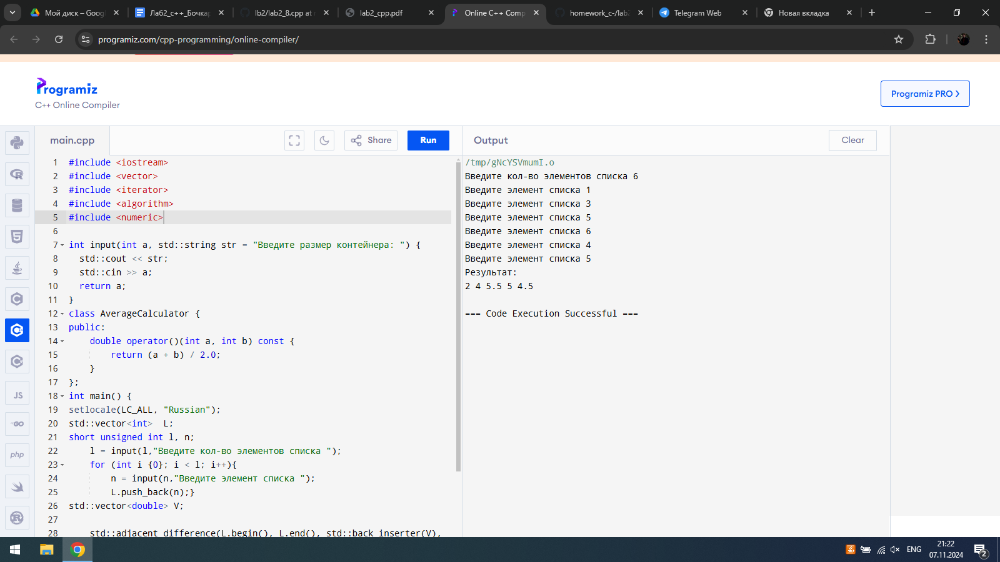 Мой диск – Google
Ла62_с++_Бочкар
lb2/lab2_8.cpp at
lab2_cpp.pdf
Online C++ Comp
homework_c-/lab
Telegram Web
Новая вкладка
programiz.com/cpp-programming/online-compiler/
Programiz
C++ Online Compiler
Programiz PRO
main.cpp
Share
Run
Output
Clear
1 #include <iostream>
2 #include <vector>
3 #include <iterator>
4 #include <algorithm>
5 #include <numeric>
6
7 int input(int a, std::string str = "Введите размер контейнера: ") {
8 std::cout << str;
9 std::cin >> a;
10 return a;
11 }
12 class AverageCalculator {
13 public:
14 double operator()(int a, int b) const {
15 return (a + b) / 2.0;
16 }
17 };
18 int main() {
19 setlocale(LC_ALL, "Russian");
20 std::vector<int> L;
21 short unsigned int l, n;
22 l = input(l,"Введите кол-во элементов списка ");
23 for (int i {0}; i < l; i++){
24 n = input(n,"Введите элемент списка ");
25 L.push_back(n);}
26 std::vector<double> V;
27
28 std::adjacent_difference(L.begin(), L.end(), std::back_inserter(V),
/tmp/gNcYSVmumI.o
Введите кол-во элементов списка 6
Введите элемент списка 1
Введите элемент списка 3
Введите элемент списка 5
Введите элемент списка 6
Введите элемент списка 4
Введите элемент списка 5
Результат:
2 4 5.5 5 4.5
=== Code Execution Successful ===
JS
GO
php
ENG
21:22
07.11.2024
2